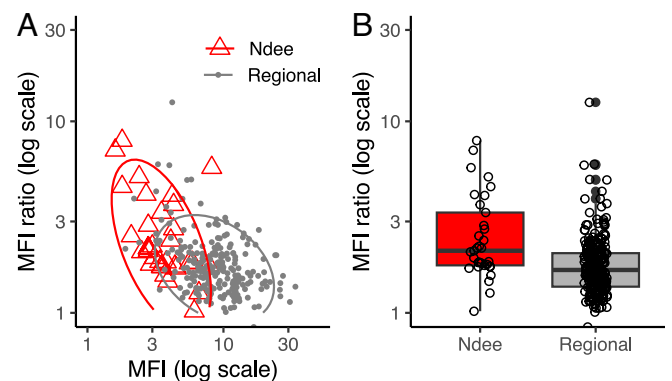 A
MFI ratio (log scale)
30
10
3
1
Ndee
Regional
1
3
10
30
MFI (log scale)
B
MFI ratio (log scale)
30
10
3
1
Ndee
Regional